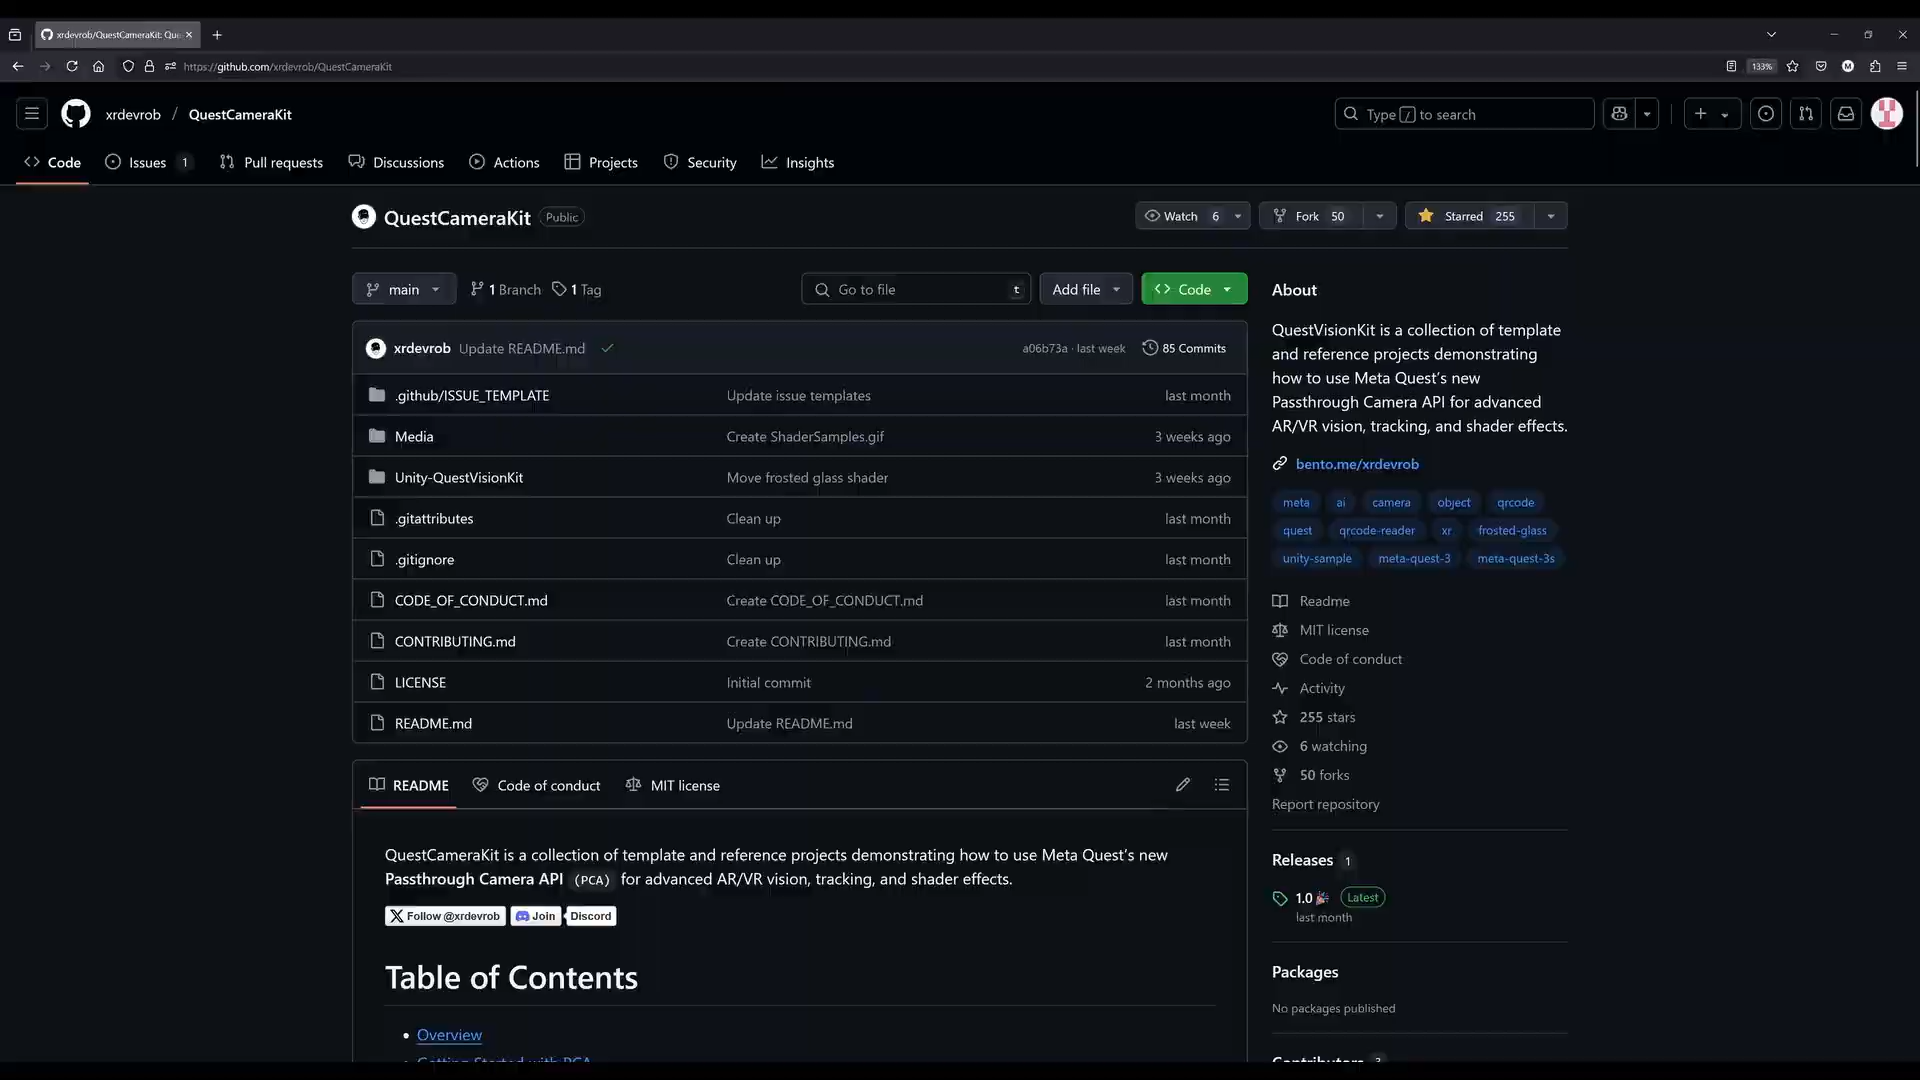 xrdevrob/QuestCameraKit: Que
https://github.com/xrdevrob/QuestCameraKit
133%
M
xrdevrob / QuestCameraKit
Type / to search
Code
Issues 1
Pull requests
Discussions
Actions
Projects
Security
Insights
QuestCameraKit Public
Watch 6
Fork 50
Starred 255
main
1 Branch
1 Tag
Go to file t
Add file
Code
xrdevrob Update README.md a06b73a · last week 85 Commits
.github/ISSUE_TEMPLATE Update issue templates last month
Media Create ShaderSamples.gif 3 weeks ago
Unity-QuestVisionKit Move frosted glass shader 3 weeks ago
.gitattributes Clean up last month
.gitignore Clean up last month
CODE_OF_CONDUCT.md Create CODE_OF_CONDUCT.md last month
CONTRIBUTING.md Create CONTRIBUTING.md last month
LICENSE Initial commit 2 months ago
README.md Update README.md last week
README
Code of conduct
MIT license
QuestCameraKit is a collection of template and reference projects demonstrating how to use Meta Quest's new
Passthrough Camera API (PCA) for advanced AR/VR vision, tracking, and shader effects.
Follow @xrdevrob
Join Discord
Table of Contents
• Overview
• Getting Started with PCA
About
QuestVisionKit is a collection of template
and reference projects demonstrating
how to use Meta Quest's new
Passthrough Camera API for advanced
AR/VR vision, tracking, and shader effects.
bento.me/xrdevrob
meta ai camera object qrcode
quest qrcode-reader xr frosted-glass
unity-sample meta-quest-3 meta-quest-3s
Readme
MIT license
Code of conduct
Activity
255 stars
6 watching
50 forks
Report repository
Releases 1
1.0 Latest
last month
Packages
No packages published
Contributors 3